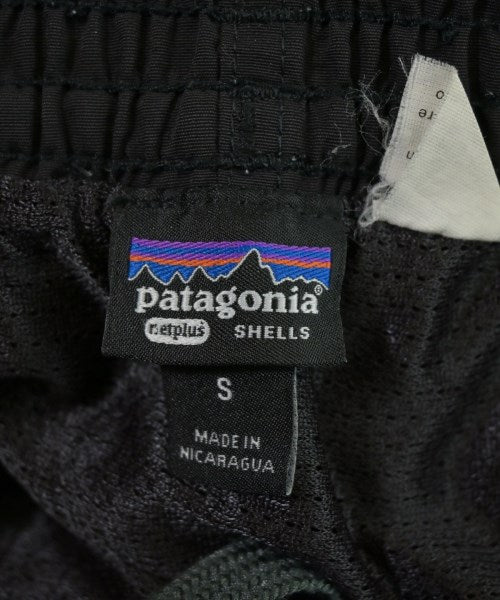 patagonia®
netplus
SHELLS
S
MADE IN
NICARAGUA